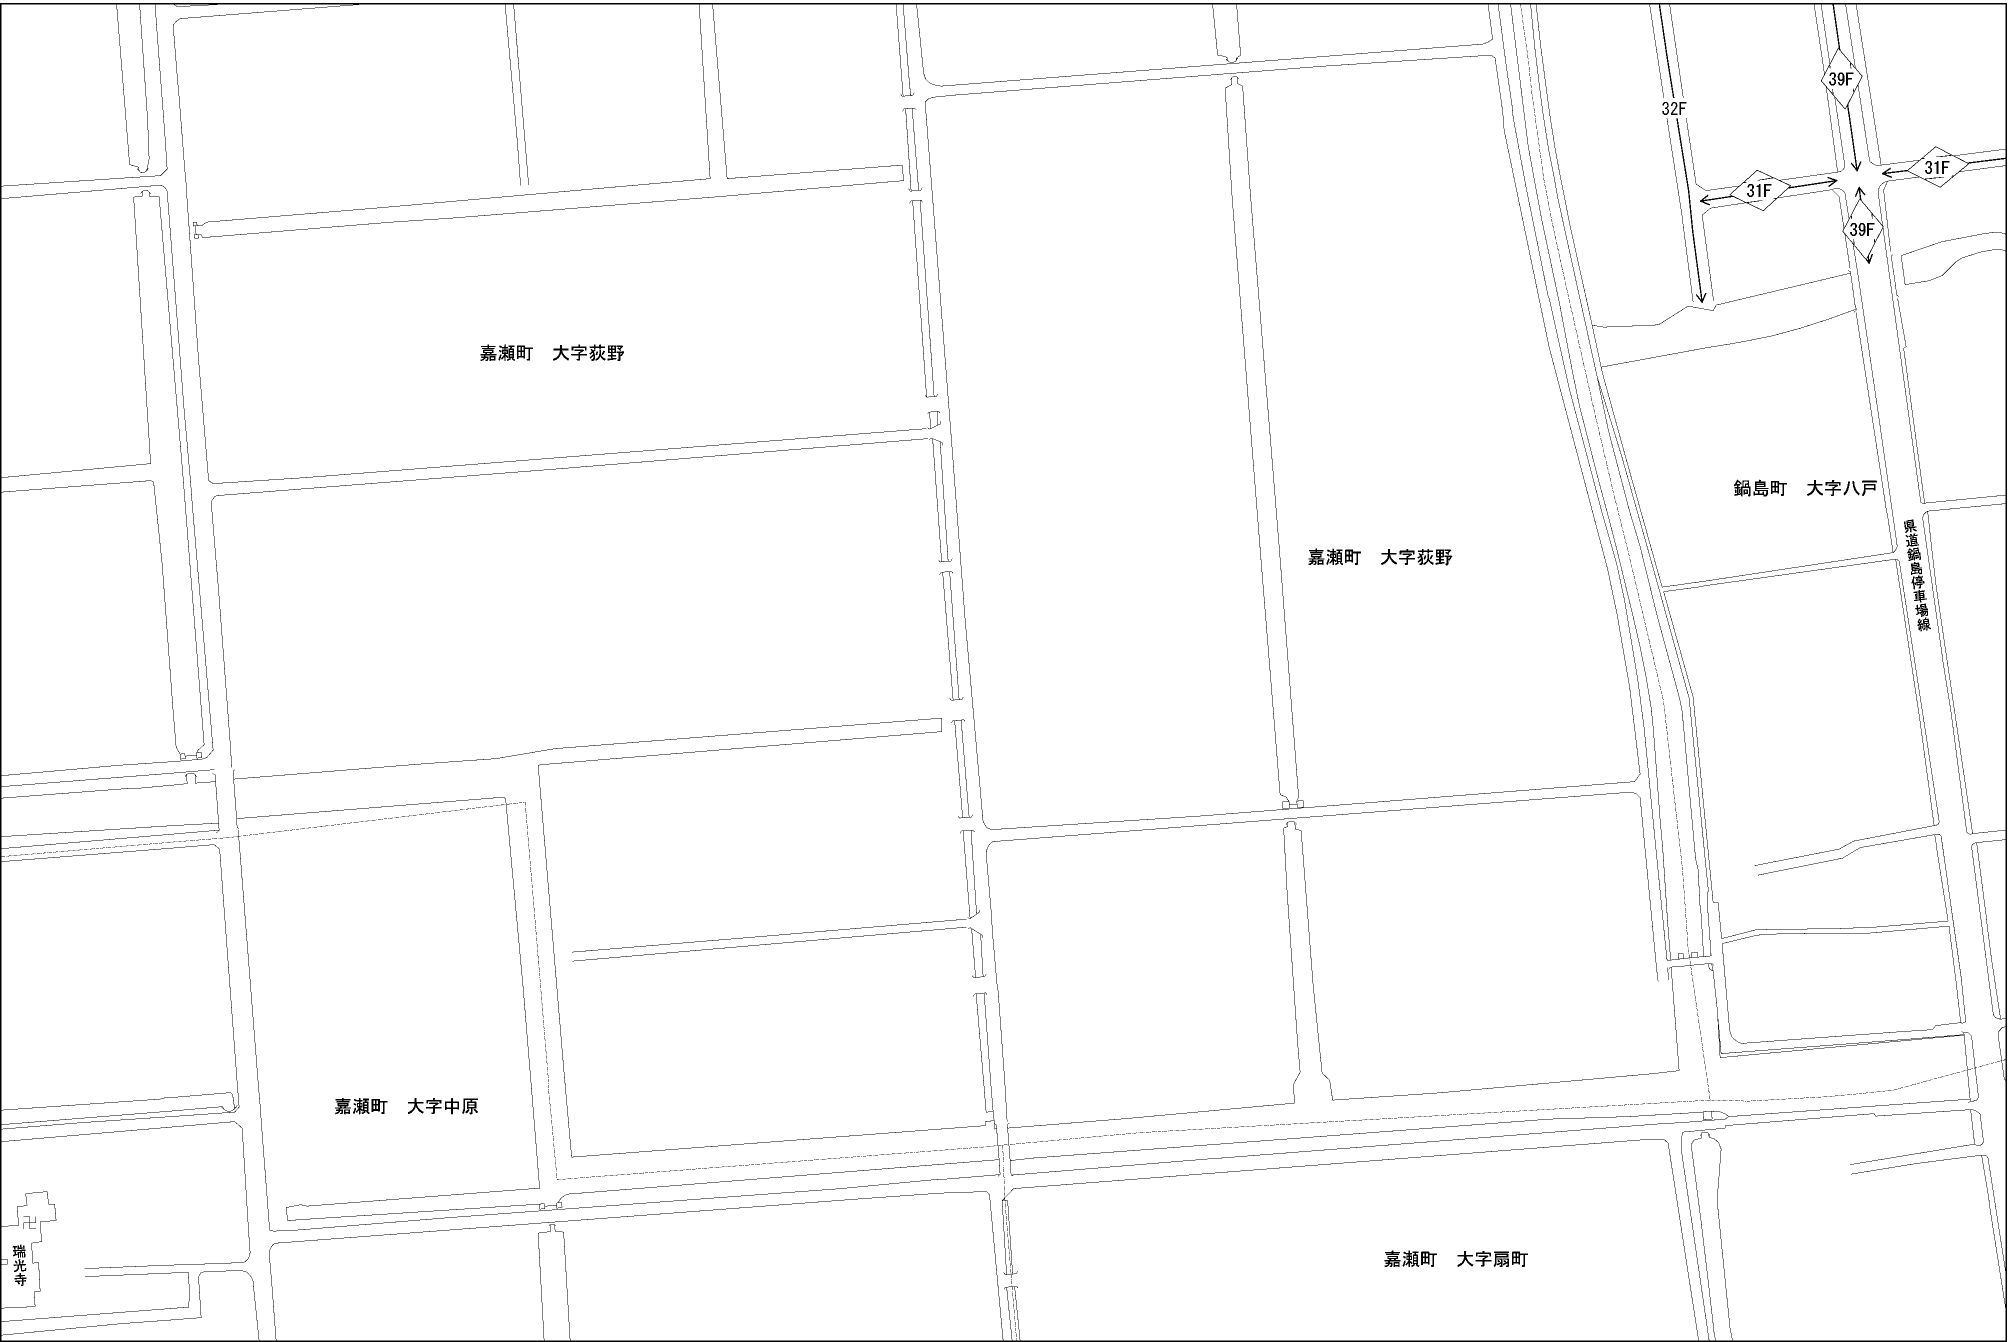 39F
32F
31F
31F
39F
嘉瀬町　大字荻野
鍋島町　大字八戸
県道鍋島停車場線
嘉瀬町　大字荻野
嘉瀬町　大字中原
瑞光寺
嘉瀬町　大字扇町